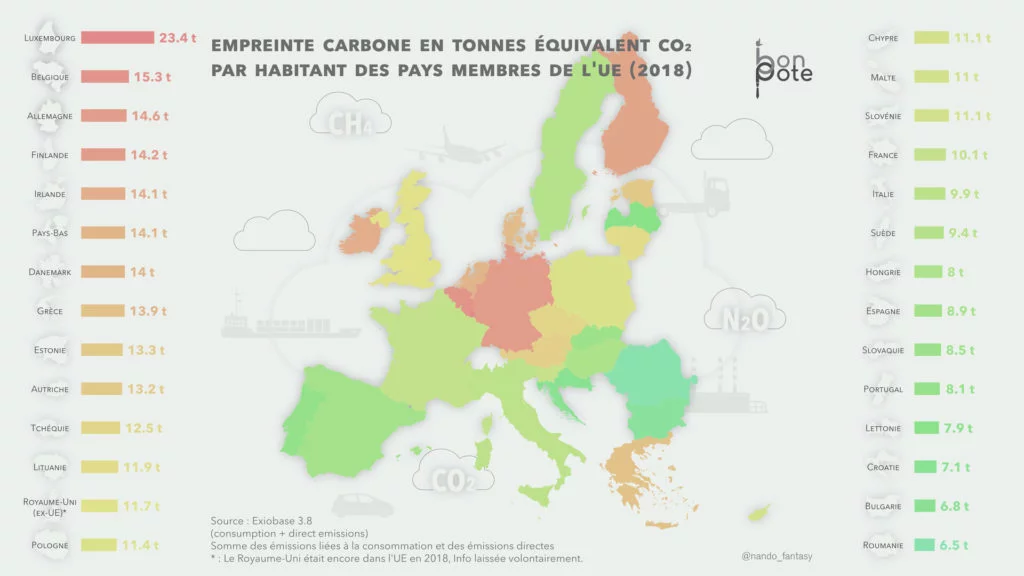 EMPREINTE CARBONE EN TONNES ÉQUIVALENT CO₂
PAR HABITANT DES PAYS MEMBRES DE L'UE (2018)
bon
pote
LUXEMBOURG 23.4 t
BELGIQUE 15.3 t
ALLEMAGNE 14.6 t
FINLANDE 14.2 t
IRLANDE 14.1 t
PAYS-BAS 14.1 t
DANEMARK 14 t
GRÈCE 13.9 t
ESTONIE 13.3 t
AUTRICHE 13.2 t
TCHÉQUIE 12.5 t
LITUANIE 11.9 t
ROYAUME-UNI
(EX-UE)* 11.7 t
POLOGNE 11.4 t
CH₄
N₂O
CO₂
CHYPRE 11.1 t
MALTE 11 t
SLOVÉNIE 11.1 t
FRANCE 10.1 t
ITALIE 9.9 t
SUÈDE 9.4 t
HONGRIE 8 t
ESPAGNE 8.9 t
SLOVAQUIE 8.5 t
PORTUGAL 8.1 t
LETTONIE 7.9 t
CROATIE 7.1 t
BULGARIE 6.8 t
ROUMANIE 6.5 t
Source : Exiobase 3.8
(consumption + direct emissions)
Somme des émissions liées à la consommation et des émissions directes
* : Le Royaume-Uni était encore dans l'UE en 2018, Info laissée volontairement.
@nando_fantasy